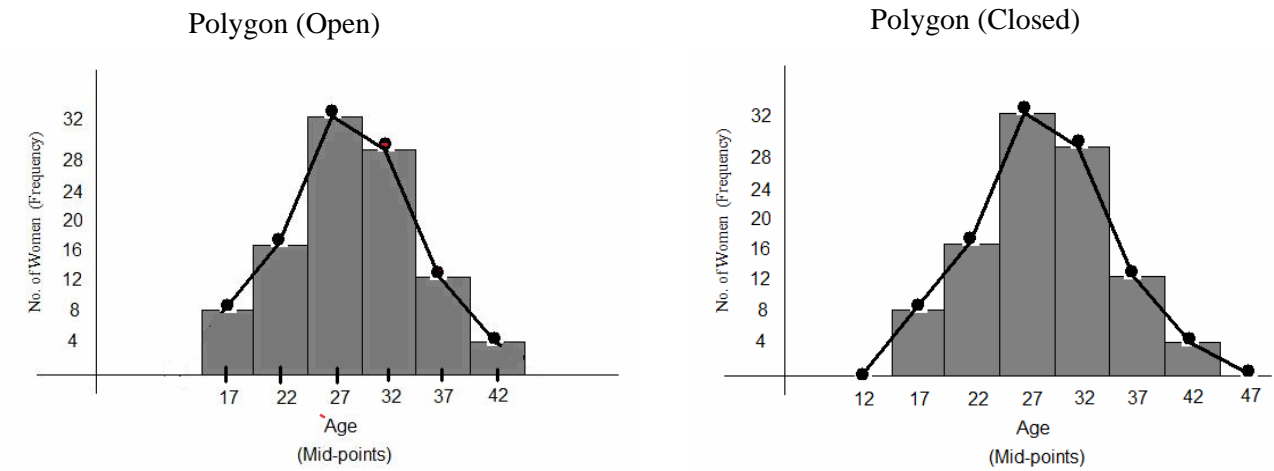 Polygon (Open)
No. of Women (Frequency)
32
28
24
20
16
12
8
4
17 22 27 32 37 42
Age
(Mid-points)
Polygon (Closed)
No. of Women (Frequency)
32
28
24
20
16
12
8
4
12 17 22 27 32 37 42 47
Age
(Mid-points)